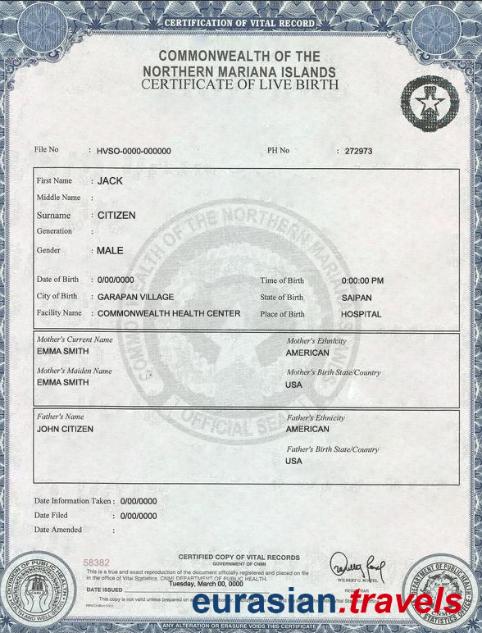 CERTIFICATION OF VITAL RECORD
COMMONWEALTH OF THE
NORTHERN MARIANA ISLANDS
CERTIFICATE OF LIVE BIRTH
File No : HVSO-0000-000000 PH No : 272973
First Name : JACK
Middle Name :
Surname : CITIZEN
Generation :
Gender : MALE
Date of Birth : 0/00/0000 Time of Birth 0:00:00 PM
City of Birth : GARAPAN VILLAGE State of Birth SAIPAN
Facility Name : COMMONWEALTH HEALTH CENTER Place of Birth HOSPITAL
Mother's Current Name Mother's Ethnicity
EMMA SMITH AMERICAN
Mother's Maiden Name Mother's Birth State/Country
EMMA SMITH USA
Father's Name Father's Ethnicity
JOHN CITIZEN AMERICAN
Father's Birth State/Country
USA
OFFICIAL SEAL
Date Information Taken : 0/00/0000
Date Filed : 0/00/0000
Date Amended :
58382
CERTIFIED COPY OF VITAL RECORDS
GOVERNMENT OF CNMI
This is a true and exact reproduction of the document officially registered and placed on file
in the office of Vital Statistics, CNMI DEPARTMENT OF PUBLIC HEALTH.
Tuesday, March 00, 0000
DATE ISSUED
This copy is not valid unless prepared on
eurasian.travels
ANY ALTERATION OR ERASURE VOIDS THIS CERTIFICATE